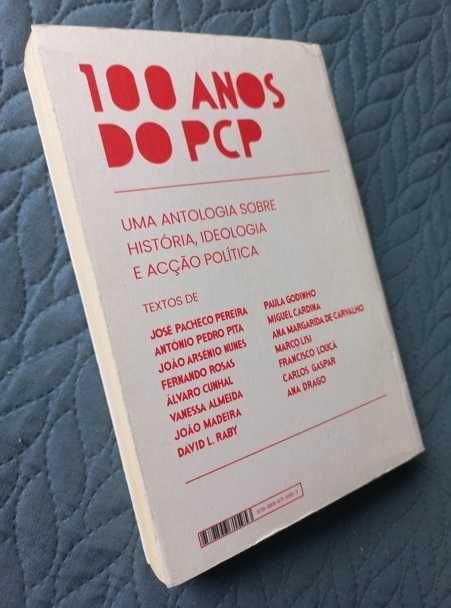 100 ANOS
DO PCP
UMA ANTOLOGIA SOBRE
HISTÓRIA, IDEOLOGIA
E ACÇÃO POLÍTICA
TEXTOS DE
JOSÉ PACHECO PEREIRA
ANTÓNIO PEDRO PITA
JOÃO ARSÉNIO NUNES
FERNANDO ROSAS
ÁLVARO CUNHAL
VANESSA ALMEIDA
JOÃO MADEIRA
DAVID L. RABY
PAULA GODINHO
MIGUEL CARDINA
ANA MARGARIDA DE CARVALHO
MARCO LISI
FRANCISCO LOUÇÃ
CARLOS GASPAR
ANA DRAGO